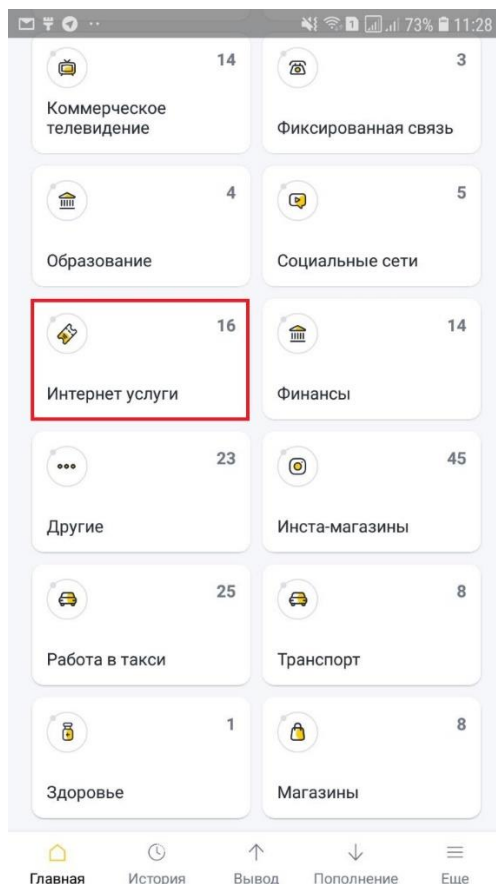 73% 11:28
14
Коммерческое
телевидение
3
Фиксированная связь
4
Образование
5
Социальные сети
16
Интернет услуги
14
Финансы
23
Другие
45
Инста-магазины
25
Работа в такси
8
Транспорт
1
Здоровье
8
Магазины
Главная История Вывод Пополнение Еще